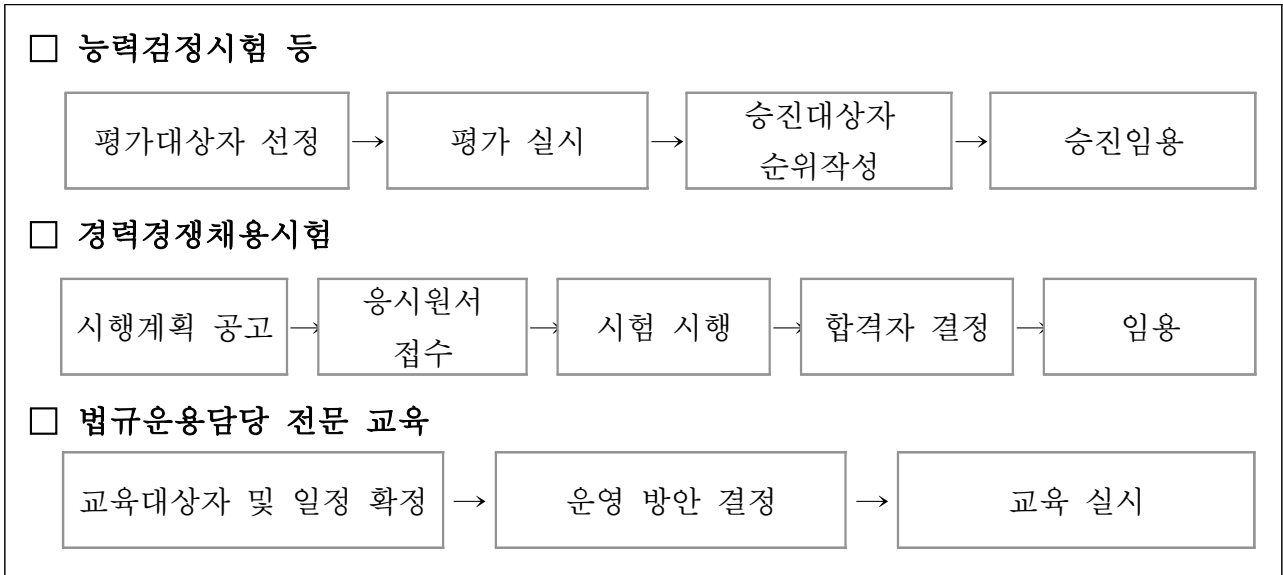 □ 능력검정시험 등
평가대상자 선정 → 평가 실시 → 승진대상자 순위작성 → 승진임용
□ 경력경쟁채용시험
시행계획 공고 → 응시원서 접수 → 시험 시행 → 합격자 결정 → 임용
□ 법규운용담당 전문 교육
교육대상자 및 일정 확정 → 운영 방안 결정 → 교육 실시